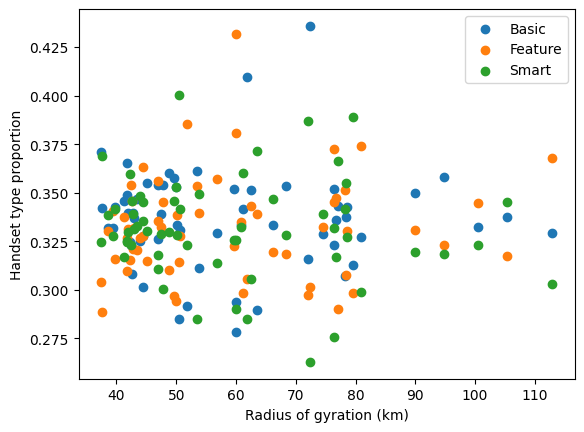 Basic
Feature
Smart
0.425
0.400
0.375
0.350
0.325
0.300
0.275
Handset type proportion
40 50 60 70 80 90 100 110
Radius of gyration (km)